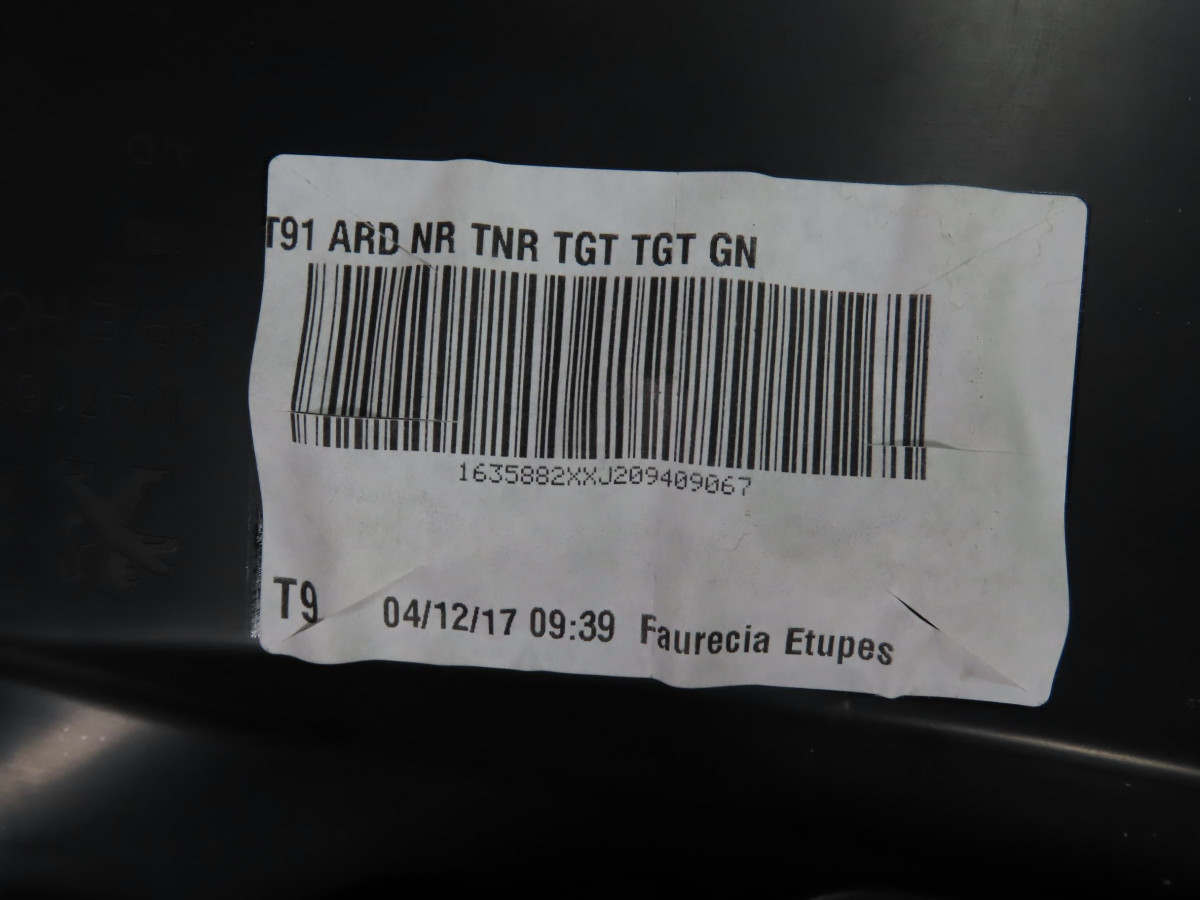 T91 ARD NR TNR TGT TGT GN
1635882XXJ209409067
T9
04/12/17 09:39 Faurecia Etupes